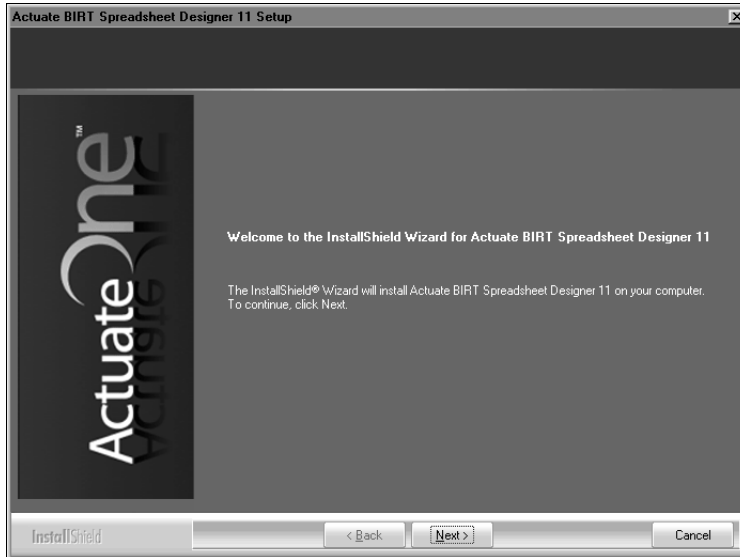 Actuate BIRT Spreadsheet Designer 11 Setup
ActuateOne™
Welcome to the InstallShield Wizard for Actuate BIRT Spreadsheet Designer 11
The InstallShield® Wizard will install Actuate BIRT Spreadsheet Designer 11 on your computer.
To continue, click Next.
InstallShield
< Back
Next >
Cancel